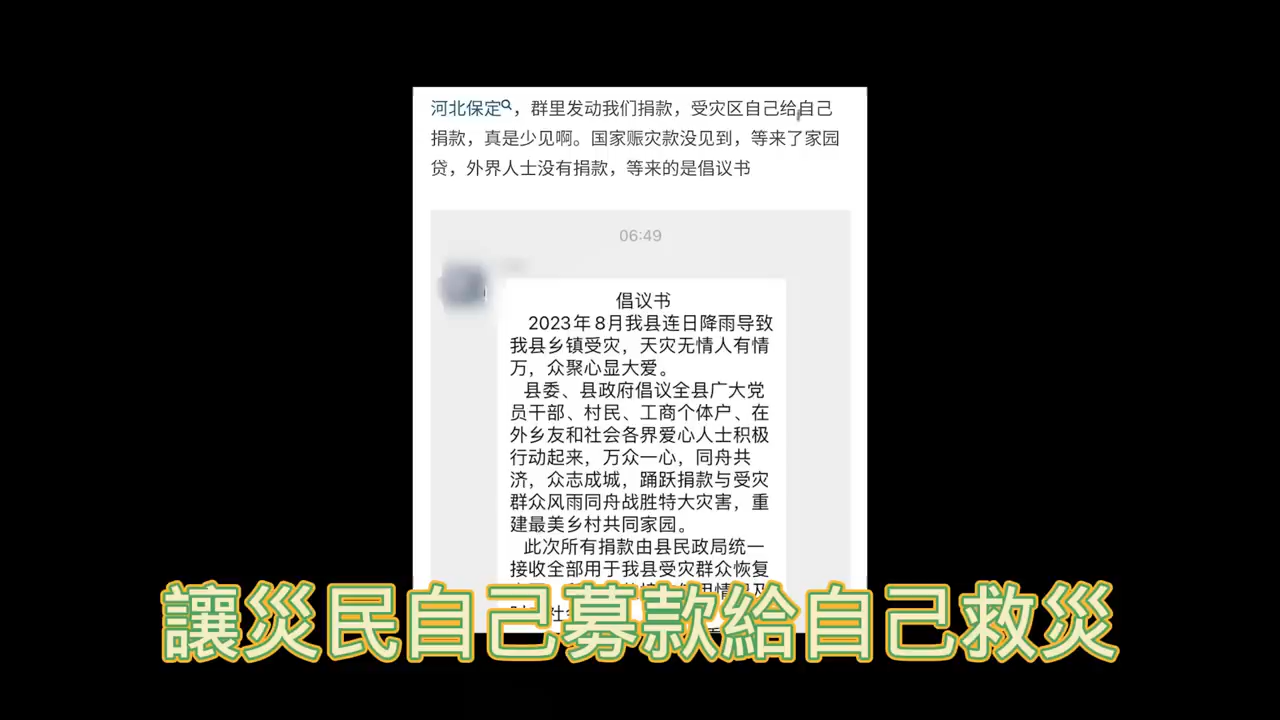 河北保定，群里发动我们捐款，受灾区自己给自己
捐款，真是少见啊。国家赈灾款没见到，等来了家园
贷，外界人士没有捐款，等来的是倡议书
06:49
倡议书
2023年8月我县连日降雨导致
我县乡镇受灾，天灾无情人有情
万，众聚心显大爱。
县委、县政府倡议全县广大党
员干部、村民、工商个体户、在
外乡友和社会各界爱心人士积极
行动起来，万众一心，同舟共
济，众志成城，踊跃捐款与受灾
群众风雨同舟战胜特大灾害，重
建最美乡村共同家园。
此次所有捐款由县民政局统一
接收全部用于我县受灾群众恢复
讓災民自己募款給自己救災